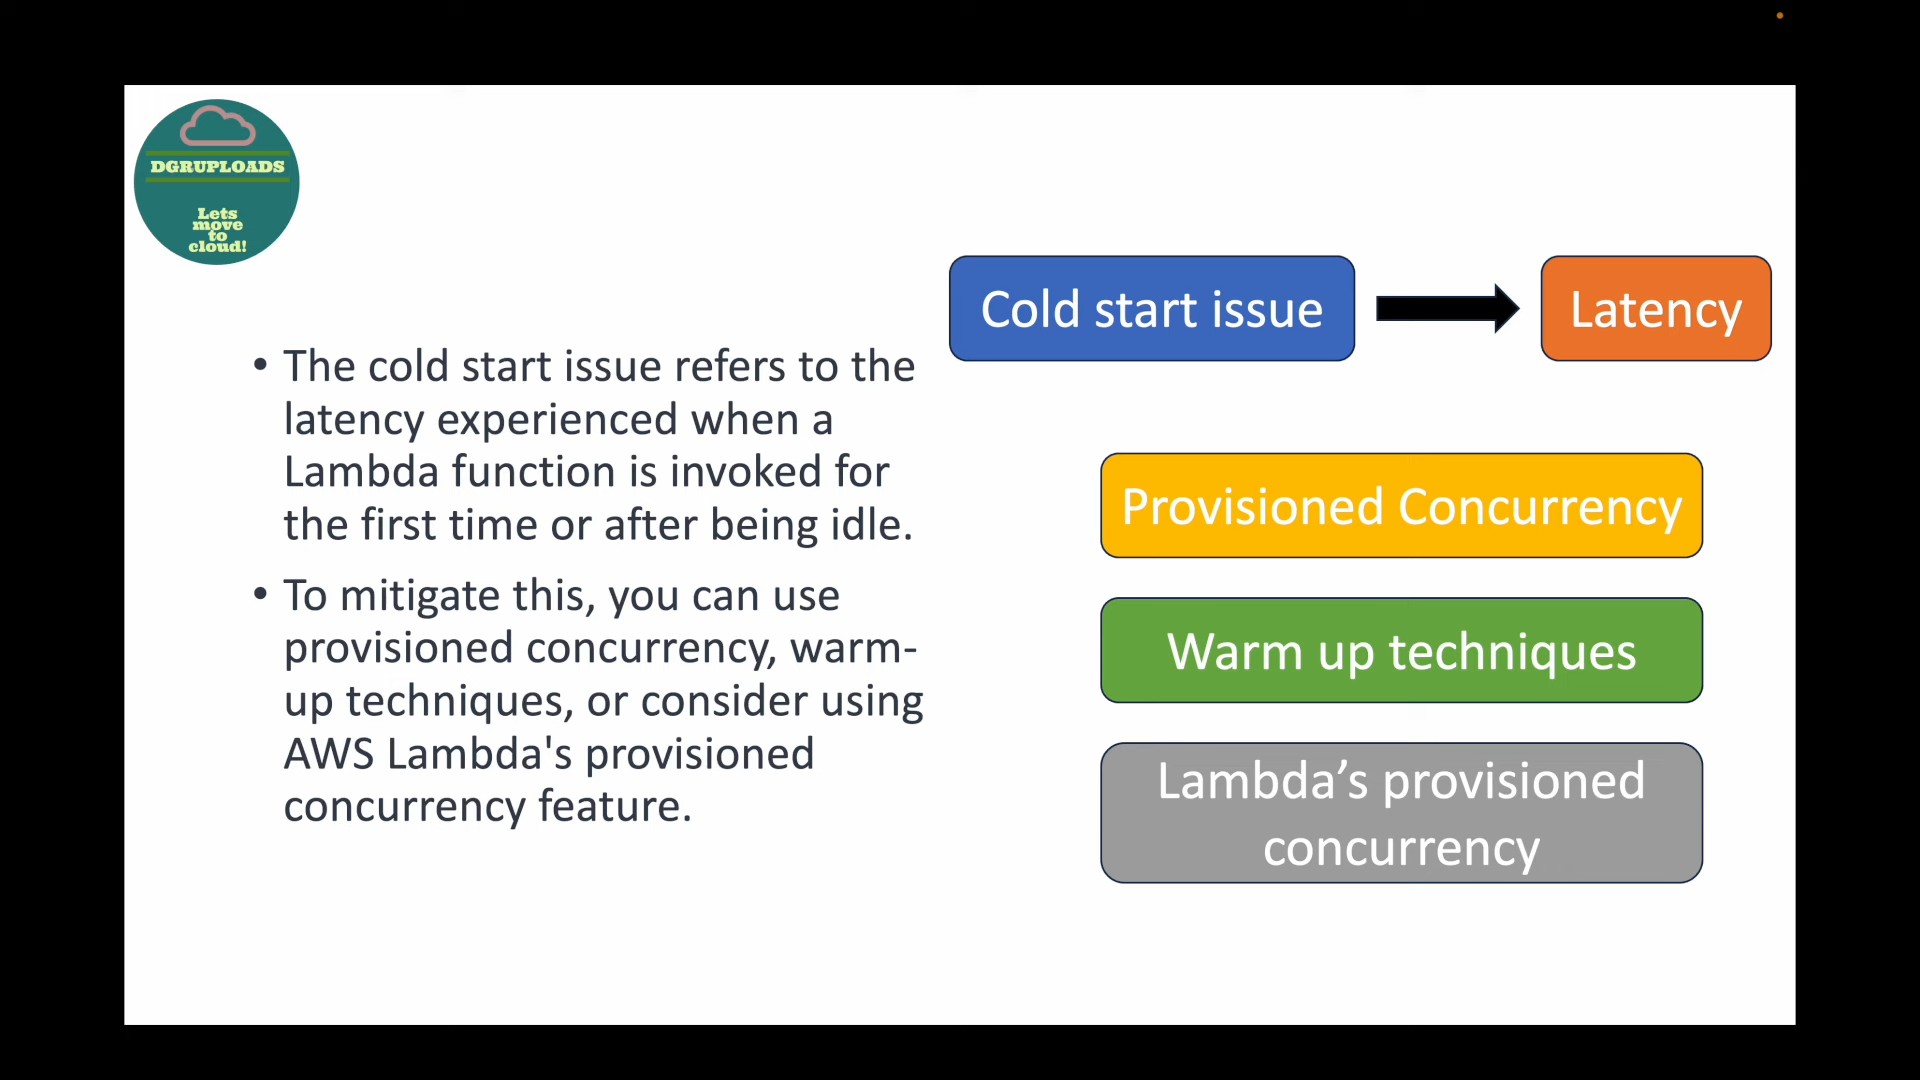 DGRUPLOADS
Lets
move
to
cloud!
Cold start issue
Latency
• The cold start issue refers to the
latency experienced when a
Lambda function is invoked for
the first time or after being idle.
• To mitigate this, you can use
provisioned concurrency, warm-
up techniques, or consider using
AWS Lambda's provisioned
concurrency feature.
Provisioned Concurrency
Warm up techniques
Lambda’s provisioned
concurrency